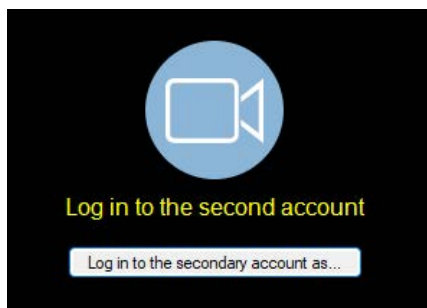 Log in to the second account
Log in to the secondary account as...